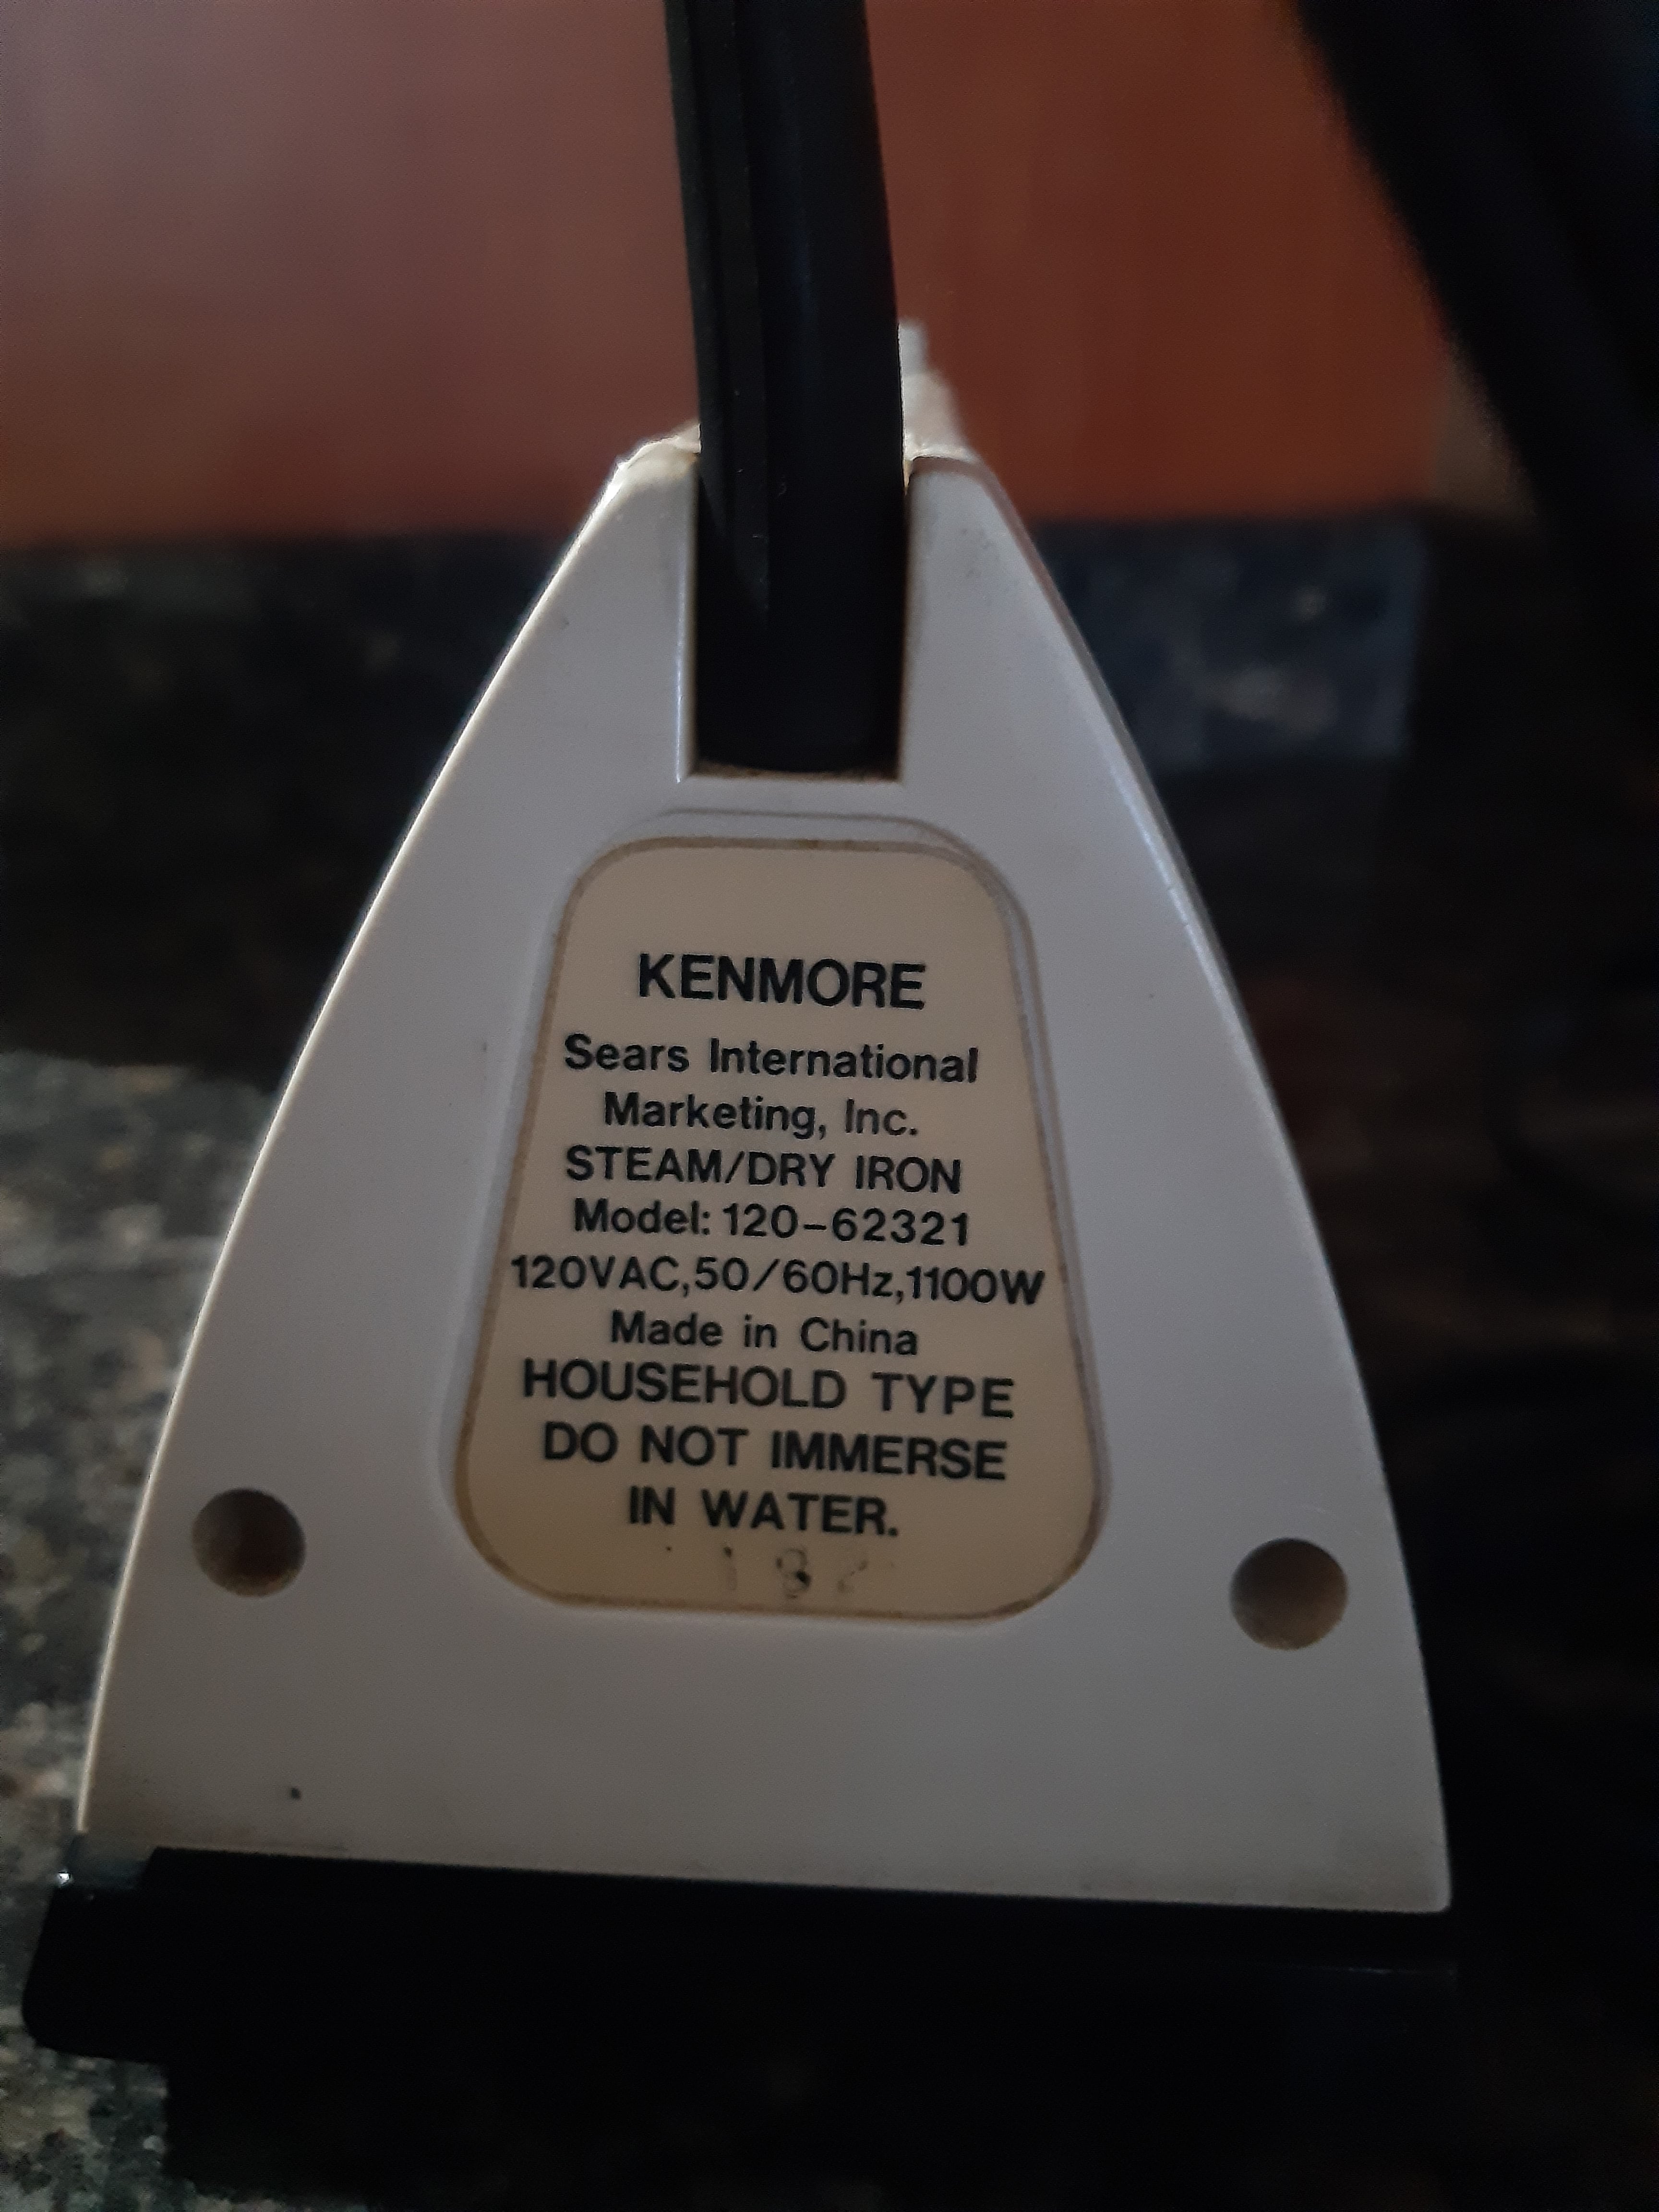 KENMORE
Sears International
Marketing, Inc.
STEAM/DRY IRON
Model: 120-62321
120VAC,50/60Hz,1100W
Made in China
HOUSEHOLD TYPE
DO NOT IMMERSE
IN WATER.